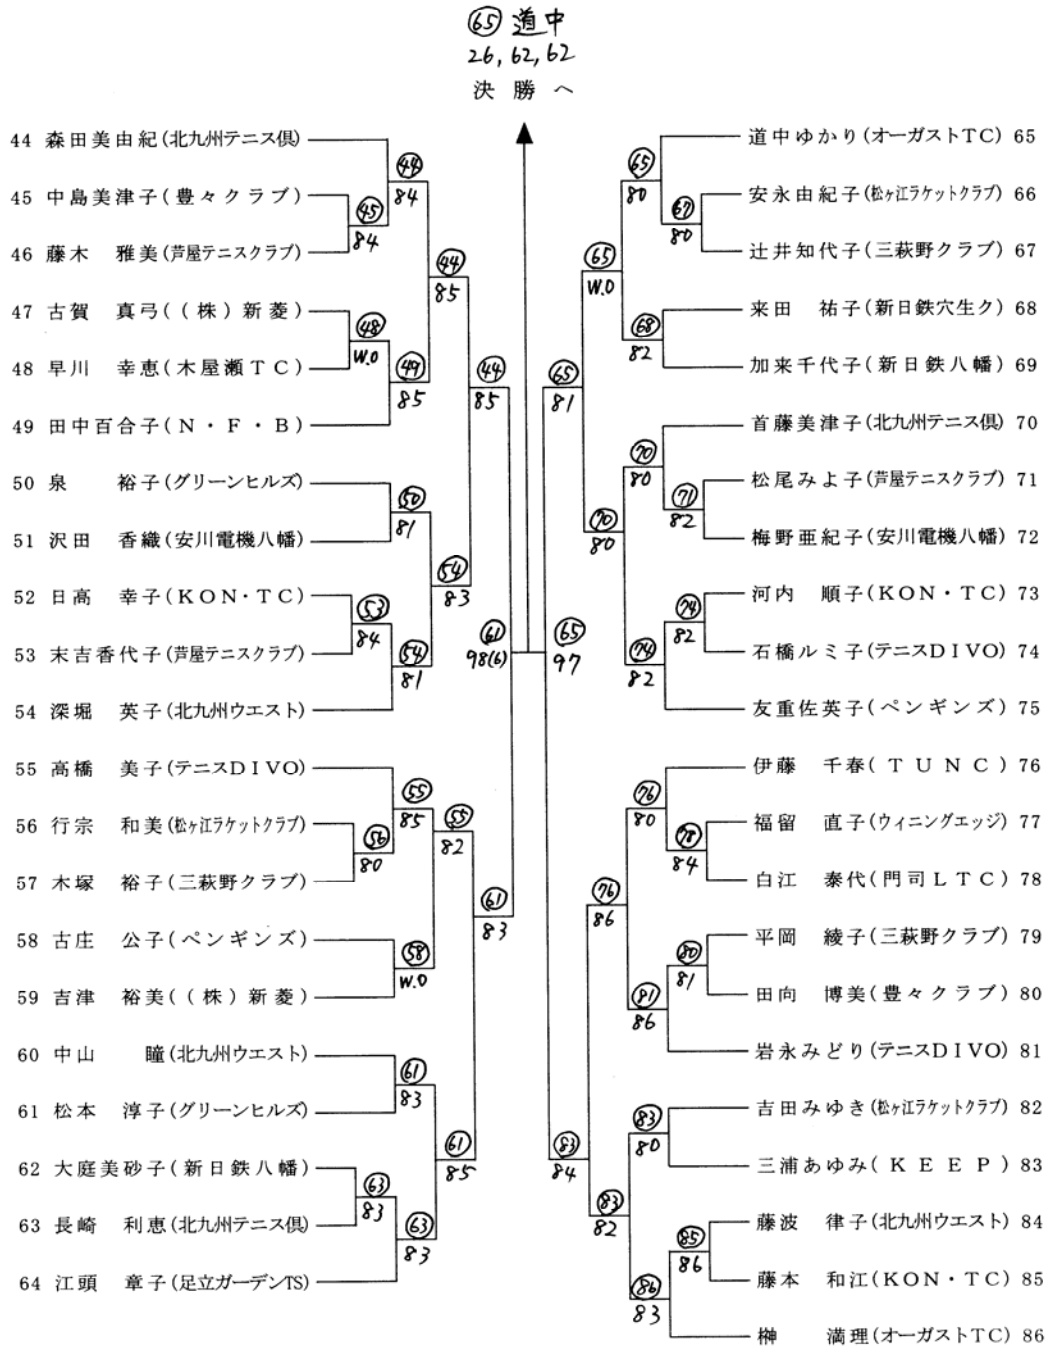 ㊿+15 道中
26, 62, 62
決勝へ
44 森田美由紀(北九州テニス倶)
45 中島美津子(豊々クラブ)
46 藤木 雅美(芦屋テニスクラブ)
47 古賀 真弓((株)新菱)
48 早川 幸恵(木屋瀬TC)
49 田中百合子(N・F・B)
50 泉 裕子(グリーンヒルズ)
51 沢田 香織(安川電機八幡)
52 日高 幸子(KON・TC)
53 末吉香代子(芦屋テニスクラブ)
54 深堀 英子(北九州ウエスト)
55 高橋 美子(テニスDIVO)
56 行宗 和美(松ヶ江ラケットクラブ)
57 木塚 裕子(三萩野クラブ)
58 古庄 公子(ペンギンズ)
59 吉津 裕美((株)新菱)
60 中山 瞳(北九州ウエスト)
61 松本 淳子(グリーンヒルズ)
62 大庭美砂子(新日鉄八幡)
63 長崎 利恵(北九州テニス倶)
64 江頭 章子(足立ガーデンTS)
44
84
45
84
44
85
48
W.O
49
85
44
85
50
81
54
83
53
84
54
81
61
98(6)
55
85
56
80
55
82
58
W.O
61
83
61
83
61
85
63
83
63
83
道中ゆかり(オーガストTC) 65
安永由紀子(松ヶ江ラケットクラブ) 66
辻井知代子(三萩野クラブ) 67
来田 祐子(新日鉄穴生ク) 68
加来千代子(新日鉄八幡) 69
首藤美津子(北九州テニス倶) 70
松尾みよ子(芦屋テニスクラブ) 71
梅野亜紀子(安川電機八幡) 72
河内 順子(KON・TC) 73
石橋ルミ子(テニスDIVO) 74
友重佐英子(ペンギンズ) 75
伊藤 千春(TUNC) 76
福留 直子(ウィニングエッジ) 77
白江 泰代(門司LTC) 78
平岡 綾子(三萩野クラブ) 79
田向 博美(豊々クラブ) 80
岩永みどり(テニスDIVO) 81
吉田みゆき(松ヶ江ラケットクラブ) 82
三浦あゆみ(KEEP) 83
藤波 律子(北九州ウエスト) 84
藤本 和江(KON・TC) 85
榊 満理(オーガストTC) 86
65
80
67
80
65
W.O
68
82
65
81
70
80
71
82
70
80
74
82
74
82
65
97
76
80
78
84
76
86
80
81
81
86
83
84
83
80
83
82
85
86
86
83